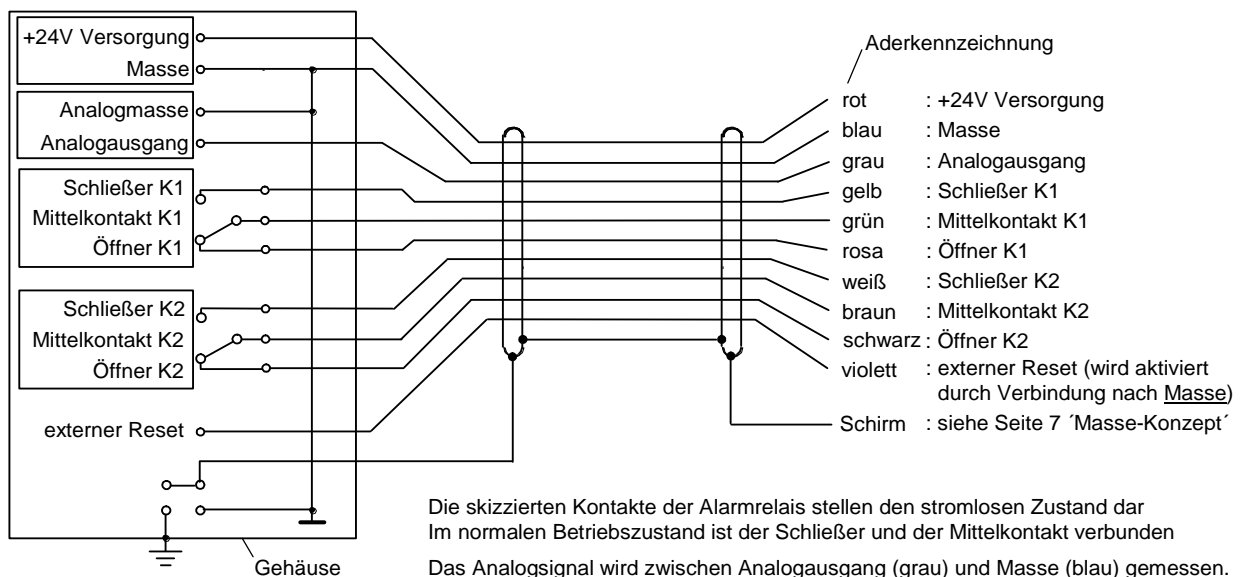 +24V Versorgung
Masse
Analogmasse
Analogausgang
Schließer K1
Mittelkontakt K1
Öffner K1
Schließer K2
Mittelkontakt K2
Öffner K2
externer Reset
Gehäuse
Aderkennzeichnung
rot : +24V Versorgung
blau : Masse
grau : Analogausgang
gelb : Schließer K1
grün : Mittelkontakt K1
rosa : Öffner K1
weiß : Schließer K2
braun : Mittelkontakt K2
schwarz : Öffner K2
violett : externer Reset (wird aktiviert
durch Verbindung nach Masse)
Schirm : siehe Seite 7 ´Masse-Konzept´
Die skizzierten Kontakte der Alarmrelais stellen den stromlosen Zustand dar
Im normalen Betriebszustand ist der Schließer und der Mittelkontakt verbunden
Das Analogsignal wird zwischen Analogausgang (grau) und Masse (blau) gemessen.